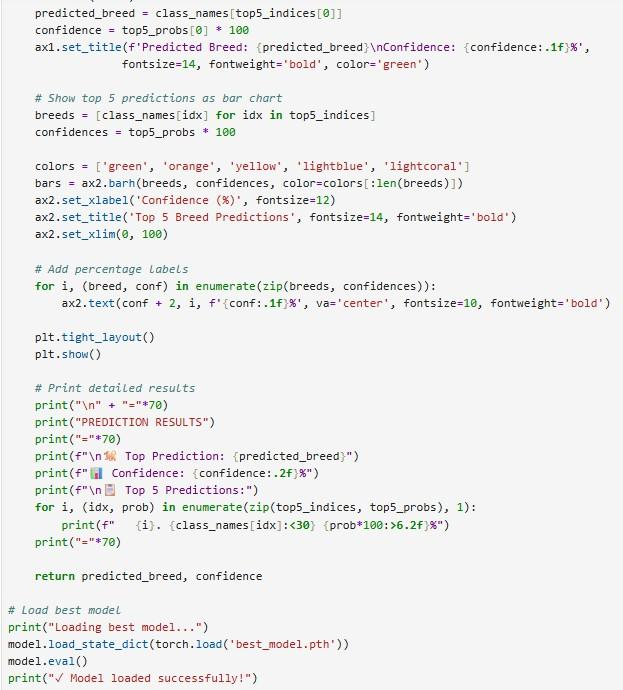 predicted_breed = class_names[top5_indices[0]]
    confidence = top5_probs[0] * 100
    ax1.set_title(f'Predicted Breed: {predicted_breed}\nConfidence: {confidence:.1f}%',
                 fontsize=14, fontweight='bold', color='green')

    # Show top 5 predictions as bar chart
    breeds = [class_names[idx] for idx in top5_indices]
    confidences = top5_probs * 100

    colors = ['green', 'orange', 'yellow', 'lightblue', 'lightcoral']
    bars = ax2.barh(breeds, confidences, color=colors[:len(breeds)])
    ax2.set_xlabel('Confidence (%)', fontsize=12)
    ax2.set_title('Top 5 Breed Predictions', fontsize=14, fontweight='bold')
    ax2.set_xlim(0, 100)

    # Add percentage labels
    for i, (breed, conf) in enumerate(zip(breeds, confidences)):
        ax2.text(conf + 2, i, f'{conf:.1f}%', va='center', fontsize=10, fontweight='bold')

    plt.tight_layout()
    plt.show()

    # Print detailed results
    print("\n" + "="*70)
    print("PREDICTION RESULTS")
    print("="*70)
    print(f"\n🐕 Top Prediction: {predicted_breed}")
    print(f"📊 Confidence: {confidence:.2f}%")
    print(f"\n📋 Top 5 Predictions:")
    for i, (idx, prob) in enumerate(zip(top5_indices, top5_probs), 1):
        print(f"   {i}. {class_names[idx]:<30} {prob*100:>6.2f}%")
    print("="*70)

    return predicted_breed, confidence

# Load best model
print("Loading best model...")
model.load_state_dict(torch.load('best_model.pth'))
model.eval()
print("✓ Model loaded successfully!")